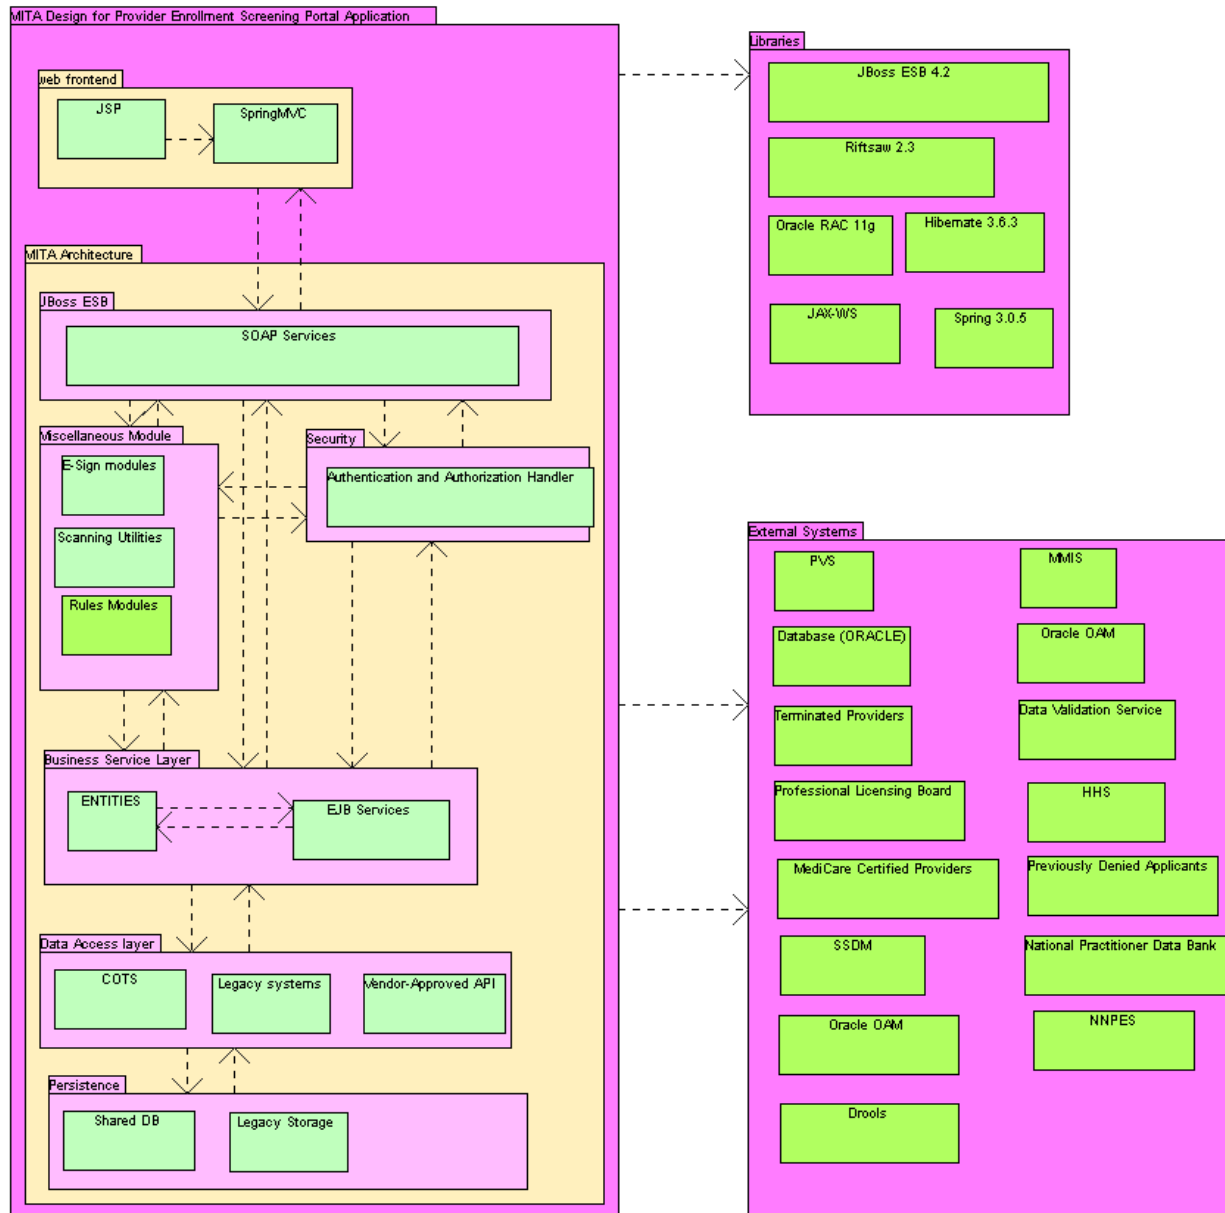 MITA Design for Provider Enrollment Screening Portal Application
web frontend
JSP
SpringMVC
MITA Architecture
JBoss ESB
SOAP Services
Miscellaneous Module
E-Sign modules
Scanning Utilities
Rules Modules
Security
Authentication and Authorization Handler
Business Service Layer
ENTITIES
EJB Services
Data Access layer
COTS
Legacy systems
Vendor-Approved API
Persistence
Shared DB
Legacy Storage
Libraries
JBoss ESB 4.2
Riftsaw 2.3
Oracle RAC 11g
Hibernate 3.6.3
JAX-WS
Spring 3.0.5
External Systems
PVS
MMIS
Database (ORACLE)
Oracle OAM
Terminated Providers
Data Validation Service
Professional Licensing Board
HHS
MediCare Certified Providers
Previously Denied Applicants
SSDM
National Practitioner Data Bank
Oracle OAM
NNPES
Drools